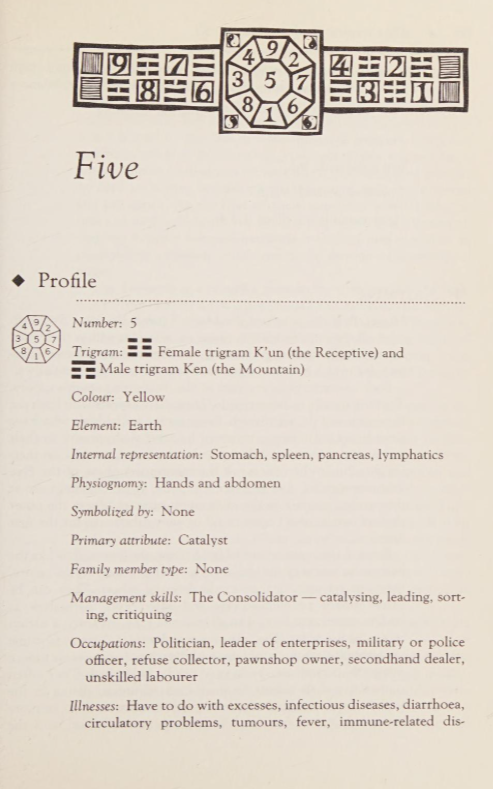 9 7 4 9 2 4 2
3 5 7
8 6 8 1 6 3 1
Five
◆ Profile
4 9 2
3 5 7
8 1 6
Number: 5
Trigram: ☷ Female trigram K'un (the Receptive) and
☶ Male trigram Ken (the Mountain)
Colour: Yellow
Element: Earth
Internal representation: Stomach, spleen, pancreas, lymphatics
Physiognomy: Hands and abdomen
Symbolized by: None
Primary attribute: Catalyst
Family member type: None
Management skills: The Consolidator — catalysing, leading, sort-
ing, critiquing
Occupations: Politician, leader of enterprises, military or police
officer, refuse collector, pawnshop owner, secondhand dealer,
unskilled labourer
Illnesses: Have to do with excesses, infectious diseases, diarrhoea,
circulatory problems, tumours, fever, immune-related dis-